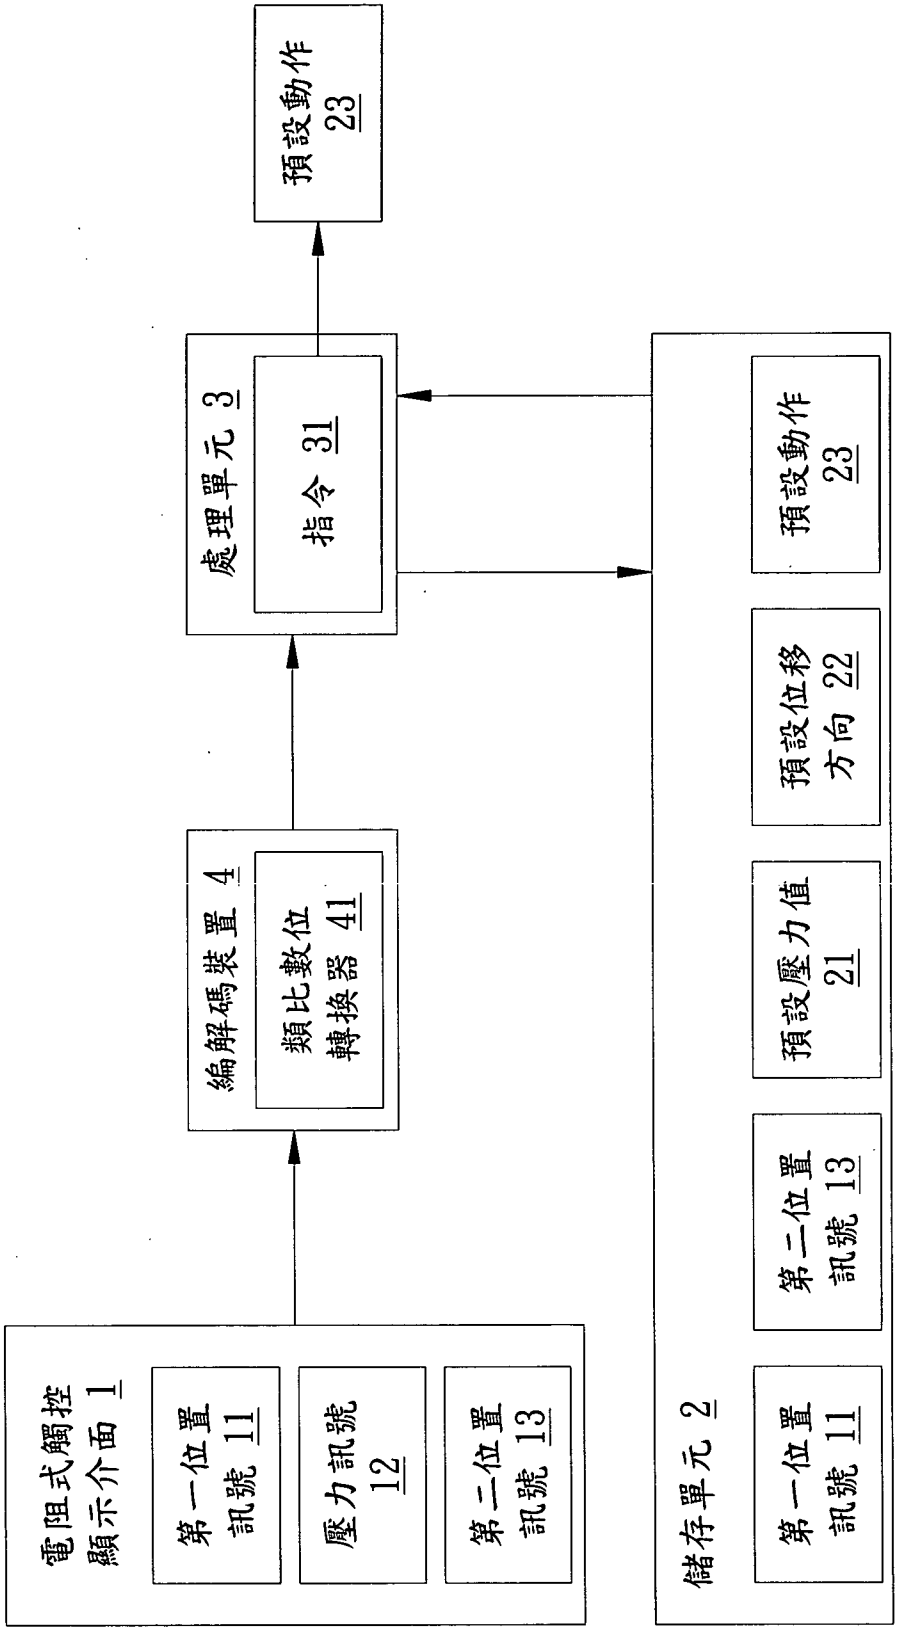 電阻式觸控
顯示介面 1
第一位置
訊號 11
壓力訊號
12
第二位置
訊號 13
編解碼裝置 4
類比數位
轉換器 41
處理單元 3
指令 31
預設動作
23
儲存單元 2
第一位置
訊號 11
第二位置
訊號 13
預設壓力值
21
預設位移
方向 22
預設動作
23